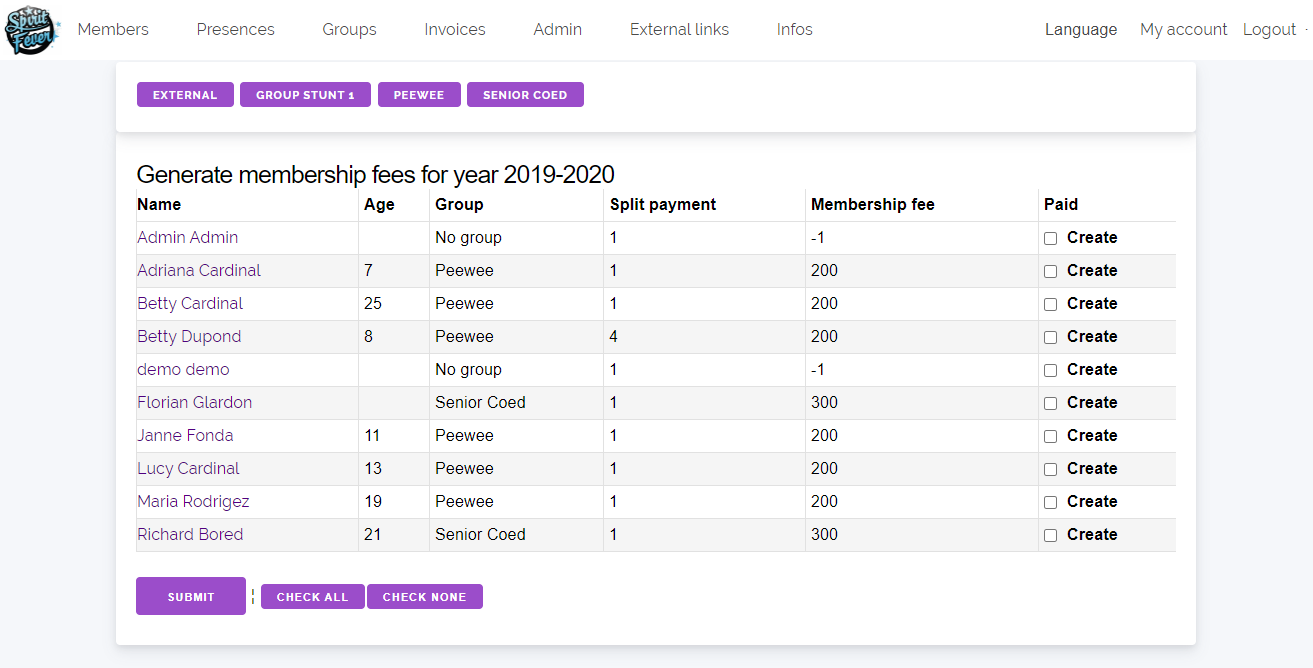 Spirit Fever Members Presences Groups Invoices Admin External links Infos Language My account Logout
EXTERNAL GROUP STUNT 1 PEEWEE SENIOR COED
Generate membership fees for year 2019-2020
Name Age Group Split payment Membership fee Paid
Admin Admin No group 1 -1 Create
Adriana Cardinal 7 Peewee 1 200 Create
Betty Cardinal 25 Peewee 1 200 Create
Betty Dupond 8 Peewee 4 200 Create
demo demo No group 1 -1 Create
Florian Glardon Senior Coed 1 300 Create
Janne Fonda 11 Peewee 1 200 Create
Lucy Cardinal 13 Peewee 1 200 Create
Maria Rodrigez 19 Peewee 1 200 Create
Richard Bored 21 Senior Coed 1 300 Create
SUBMIT ¦ CHECK ALL CHECK NONE